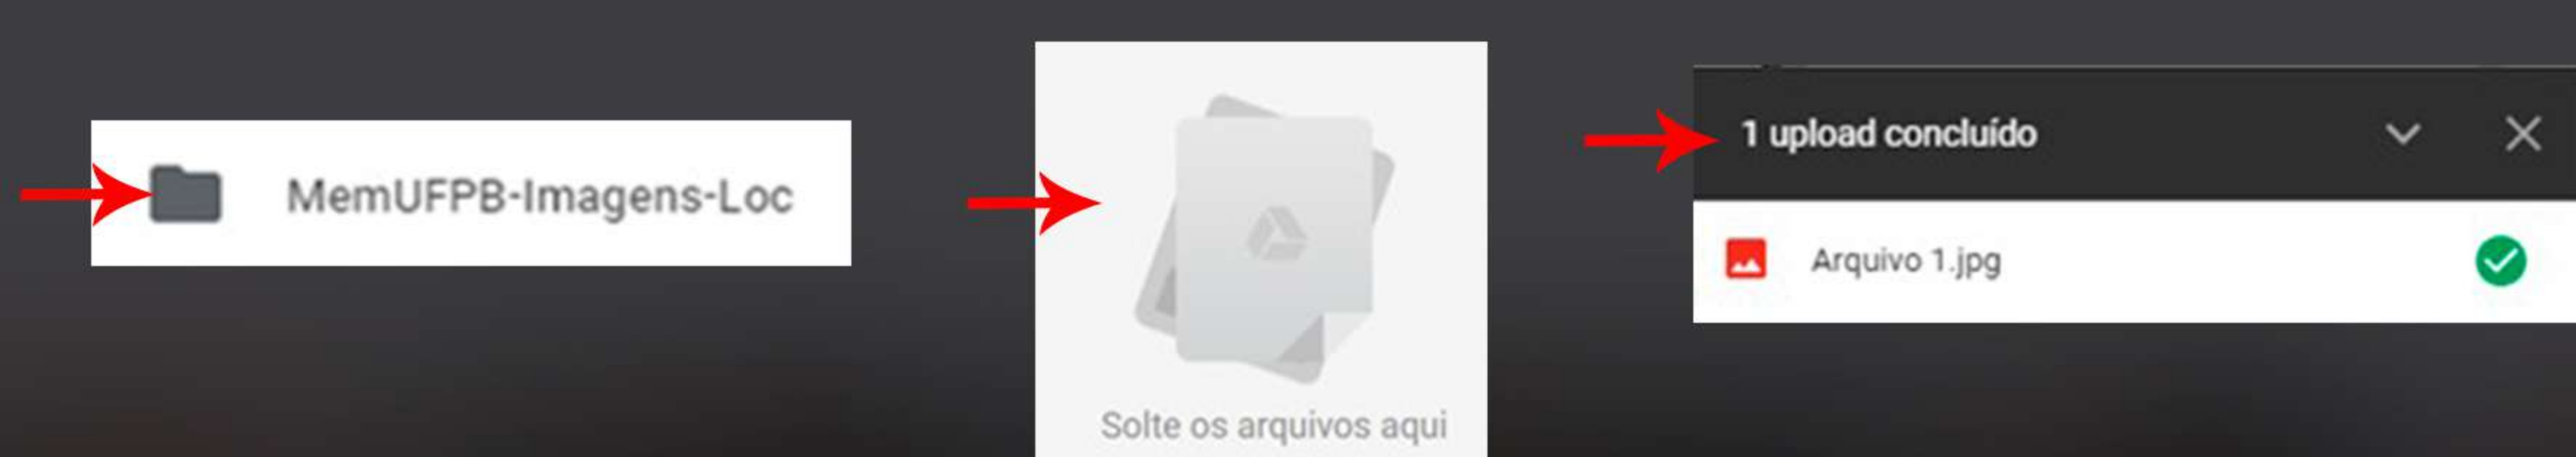 MemUFPB-Imagens-Loc
Solte os arquivos aqui
1 upload concluído
Arquivo 1.jpg